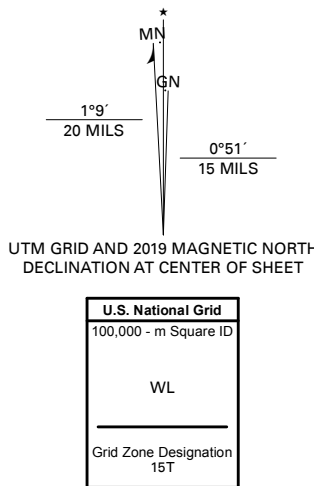 MN
GN
1°9´
20 MILS
0°51´
15 MILS
UTM GRID AND 2019 MAGNETIC NORTH
DECLINATION AT CENTER OF SHEET
U.S. National Grid
100,000 - m Square ID
WL
Grid Zone Designation
15T